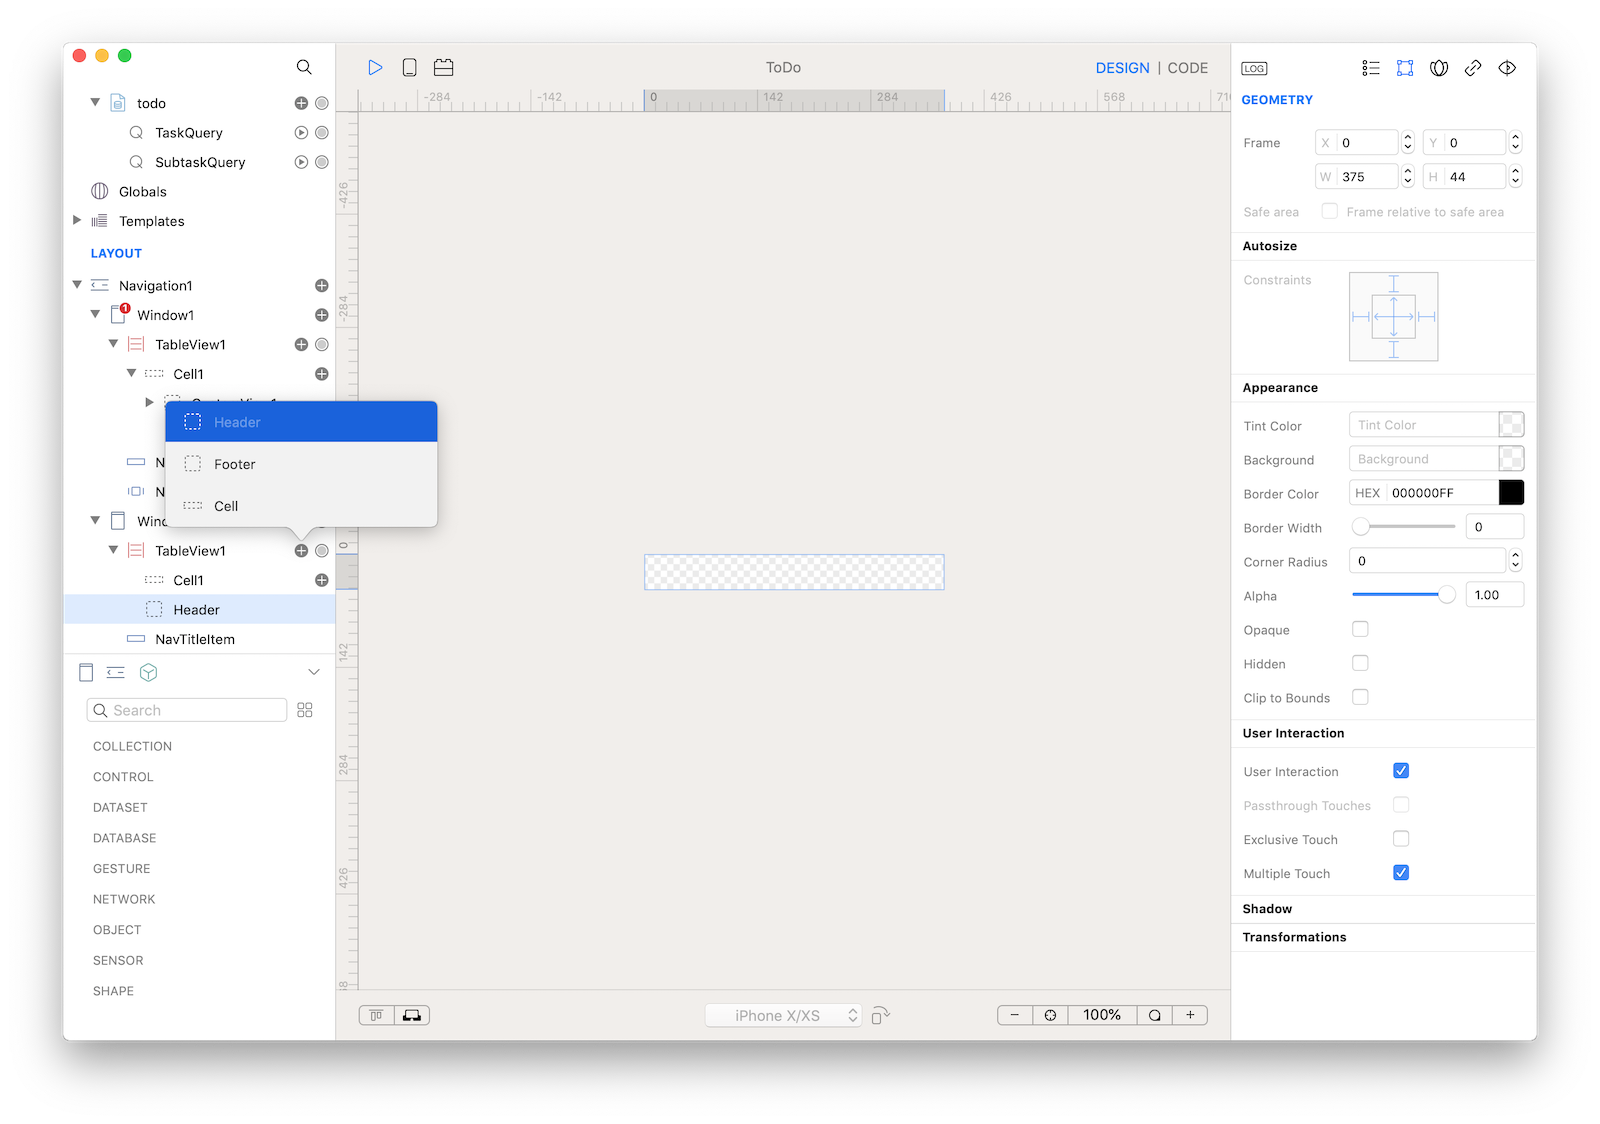 ToDo
DESIGN | CODE
LOG
todo
TaskQuery
SubtaskQuery
Globals
Templates
LAYOUT
Navigation1
1
Window1
TableView1
Cell1
Header
Footer
Cell
N
N
Wind
TableView1
Cell1
Header
NavTitleItem
Search
COLLECTION
CONTROL
DATASET
DATABASE
GESTURE
NETWORK
OBJECT
SENSOR
SHAPE
-284 -142 0 142 284 426 568 710
-426
-284
0
142
284
426
iPhone X/XS
− 100% +
GEOMETRY
Frame X 0 Y 0
W 375 H 44
Safe area Frame relative to safe area
Autosize
Constraints
Appearance
Tint Color Tint Color
Background Background
Border Color HEX 000000FF
Border Width 0
Corner Radius 0
Alpha 1.00
Opaque
Hidden
Clip to Bounds
User Interaction
User Interaction
Passthrough Touches
Exclusive Touch
Multiple Touch
Shadow
Transformations